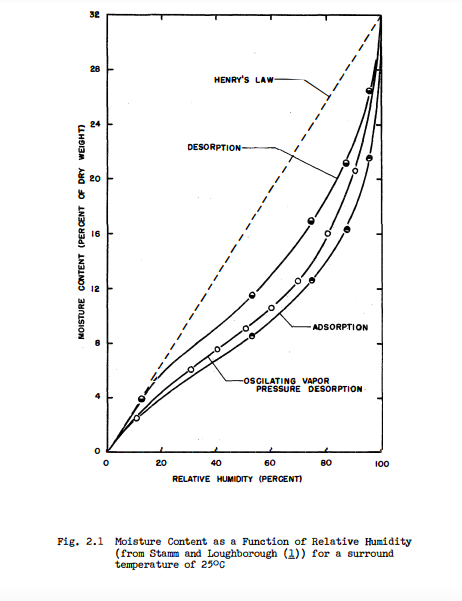 32
28
24
20
16
12
8
4
0
MOISTURE CONTENT (PERCENT OF DRY WEIGHT)
HENRY'S LAW
DESORPTION
ADSORPTION
OSCILATING VAPOR
PRESSURE DESORPTION
0 20 40 60 80 100
RELATIVE HUMIDITY (PERCENT)
Fig. 2.1 Moisture Content as a Function of Relative Humidity
(from Stamm and Loughborough (1)) for a surround
temperature of 25°C